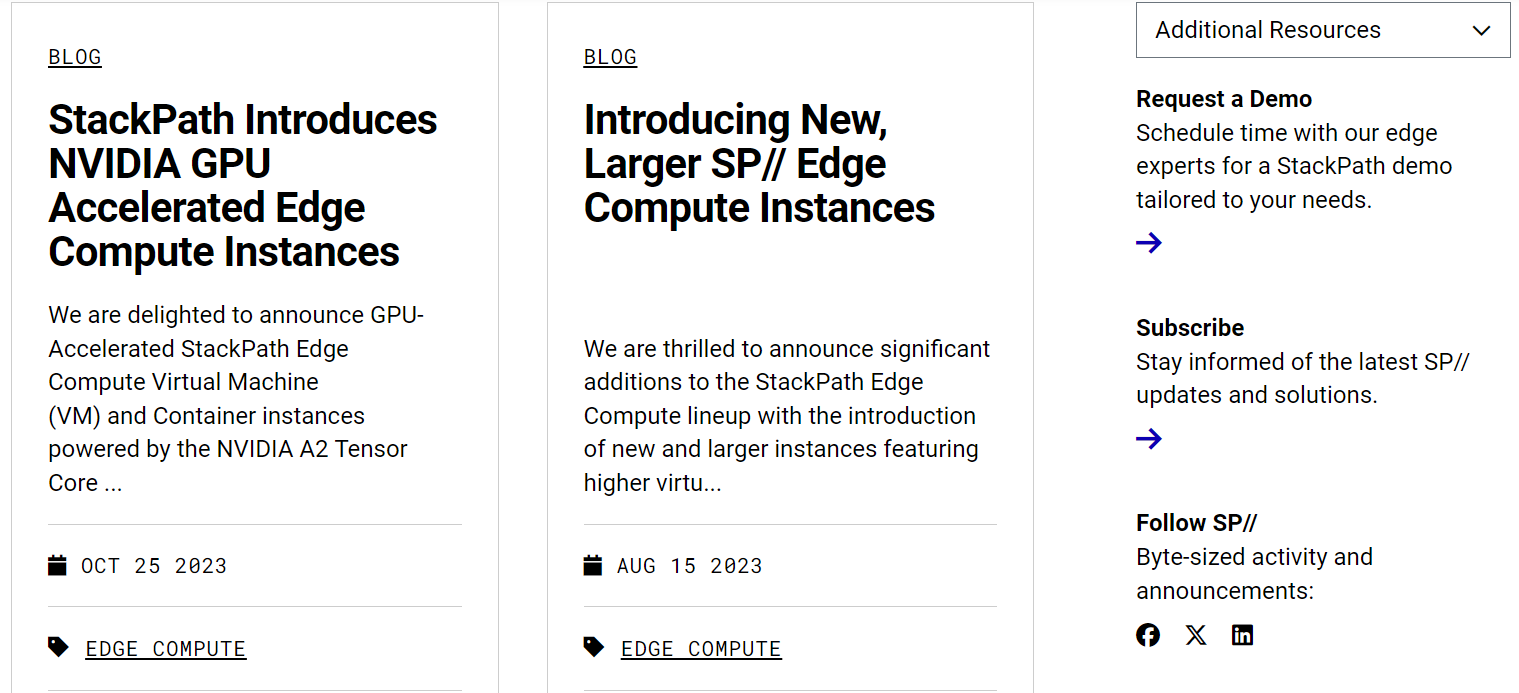 BLOG
StackPath Introduces
NVIDIA GPU
Accelerated Edge
Compute Instances
We are delighted to announce GPU-
Accelerated StackPath Edge
Compute Virtual Machine
(VM) and Container instances
powered by the NVIDIA A2 Tensor
Core ...
OCT 25 2023
EDGE COMPUTE
BLOG
Introducing New,
Larger SP// Edge
Compute Instances
We are thrilled to announce significant
additions to the StackPath Edge
Compute lineup with the introduction
of new and larger instances featuring
higher virtu...
AUG 15 2023
EDGE COMPUTE
Additional Resources
Request a Demo
Schedule time with our edge
experts for a StackPath demo
tailored to your needs.
Subscribe
Stay informed of the latest SP//
updates and solutions.
Follow SP//
Byte-sized activity and
announcements: